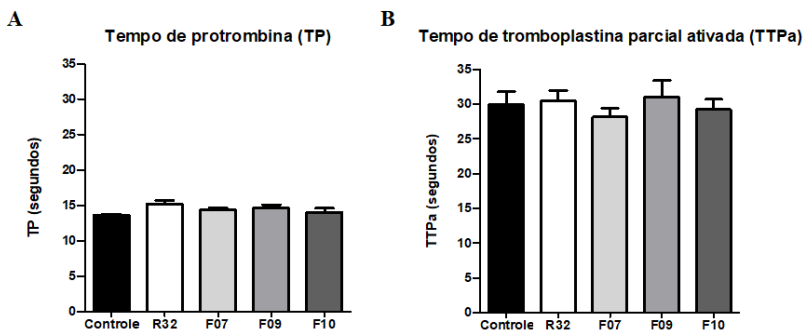 A
Tempo de protrombina (TP)
TP (segundos)
35
30
25
20
15
10
5
0
Controle R32 F07 F09 F10
B
Tempo de tromboplastina parcial ativada (TTPa)
TTPa (segundos)
35
30
25
20
15
10
5
0
Controle R32 F07 F09 F10